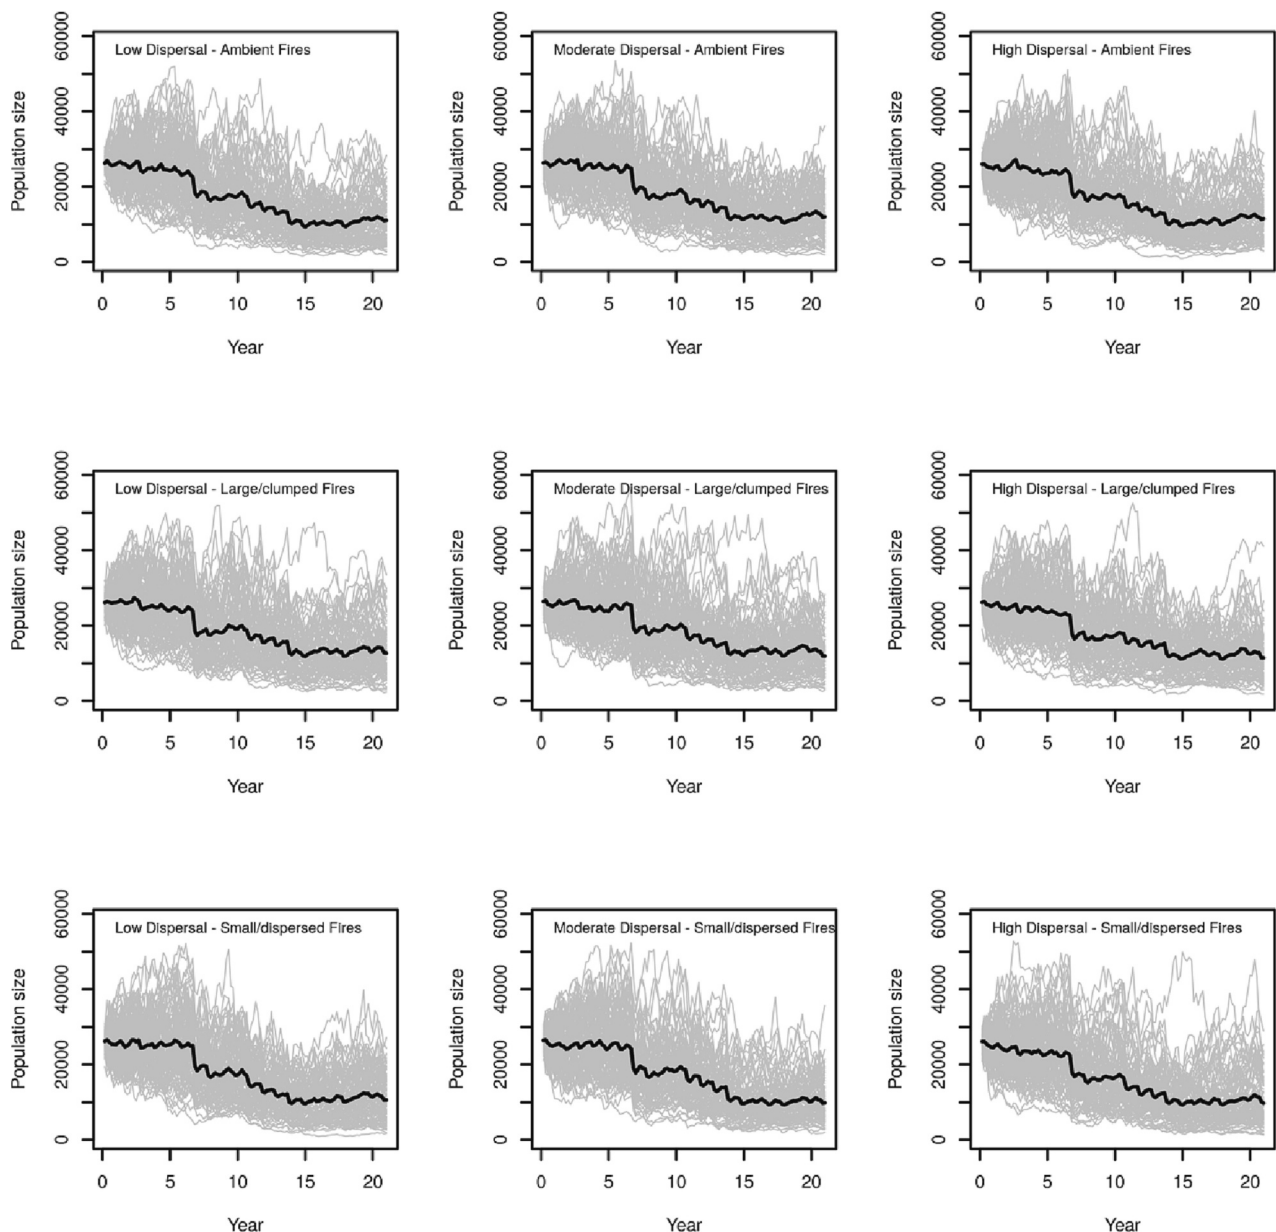 Low Dispersal - Ambient Fires
Population size
0 20000 40000 60000
0 5 10 15 20
Year
Moderate Dispersal - Ambient Fires
Population size
0 20000 40000 60000
0 5 10 15 20
Year
High Dispersal - Ambient Fires
Population size
0 20000 40000 60000
0 5 10 15 20
Year
Low Dispersal - Large/clumped Fires
Population size
0 20000 40000 60000
0 5 10 15 20
Year
Moderate Dispersal - Large/clumped Fires
Population size
0 20000 40000 60000
0 5 10 15 20
Year
High Dispersal - Large/clumped Fires
Population size
0 20000 40000 60000
0 5 10 15 20
Year
Low Dispersal - Small/dispersed Fires
Population size
0 20000 40000 60000
0 5 10 15 20
Year
Moderate Dispersal - Small/dispersed Fires
Population size
0 20000 40000 60000
0 5 10 15 20
Year
High Dispersal - Small/dispersed Fires
Population size
0 20000 40000 60000
0 5 10 15 20
Year